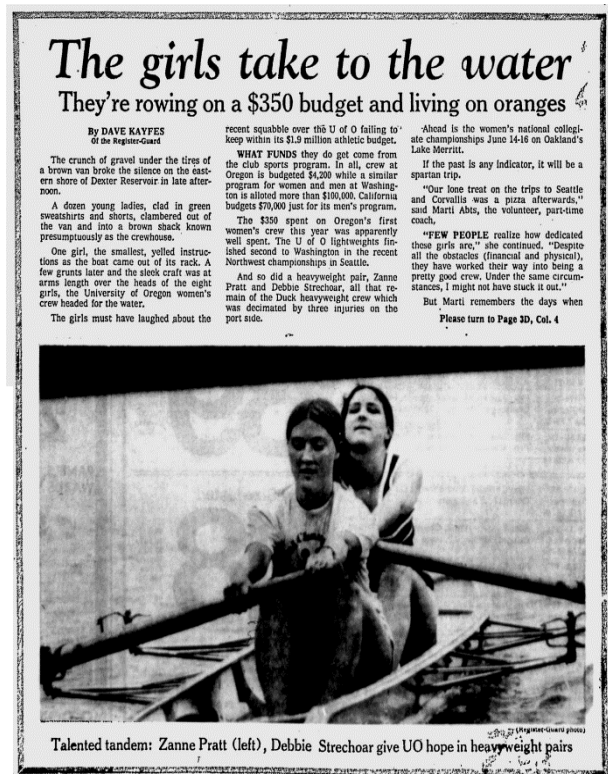 The girls take to the water
They're rowing on a $350 budget and living on oranges
By DAVE KAYFES
Of the Register-Guard
The crunch of gravel under the tires of
a brown van broke the silence on the east-
ern shore of Dexter Reservoir in late after-
noon.
A dozen young ladies, clad in green
sweatshirts and shorts, clambered out of
the van and into a brown shack known
presumptuously as the crewhouse.
One girl, the smallest, yelled instruc-
tions as the boat came out of its rack. A
few grunts later and the sleek craft was at
arms length over the heads of the eight
girls, the University of Oregon women's
crew headed for the water.
The girls must have laughed about the
recent squabble over the U of O failing to
keep within its $1.9 million athletic budget.
WHAT FUNDS they do get come from
the club sports program. In all, crew at
Oregon is budgeted $4,200 while a similar
program for women and men at Washing-
ton is alloted more than $100,000. California
budgets $70,000 just for its men's program.
The $350 spent on Oregon's first
women's crew this year was apparently
well spent. The U of O lightweights fin-
ished second to Washington in the recent
Northwest championships in Seattle.
And so did a heavyweight pair, Zanne
Pratt and Debbie Strechoar, all that re-
main of the Duck heavyweight crew which
was decimated by three injuries on the
port side.
Ahead is the women's national collegi-
ate championships June 14-16 on Oakland's
Lake Merritt.
If the past is any indicator, it will be a
spartan trip.
"Our lone treat on the trips to Seattle
and Corvallis was a pizza afterwards,"
said Marti Abts, the volunteer, part-time
coach,
"FEW PEOPLE realize how dedicated
these girls are," she continued. "Despite
all the obstacles (financial and physical),
they have worked their way into being a
pretty good crew. Under the same circum-
stances, I might not have stuck it out."
But Marti remembers the days when
Please turn to Page 3D, Col. 4
(Register-Guard photo)
Talented tandem: Zanne Pratt (left), Debbie Strechoar give UO hope in heavyweight pairs